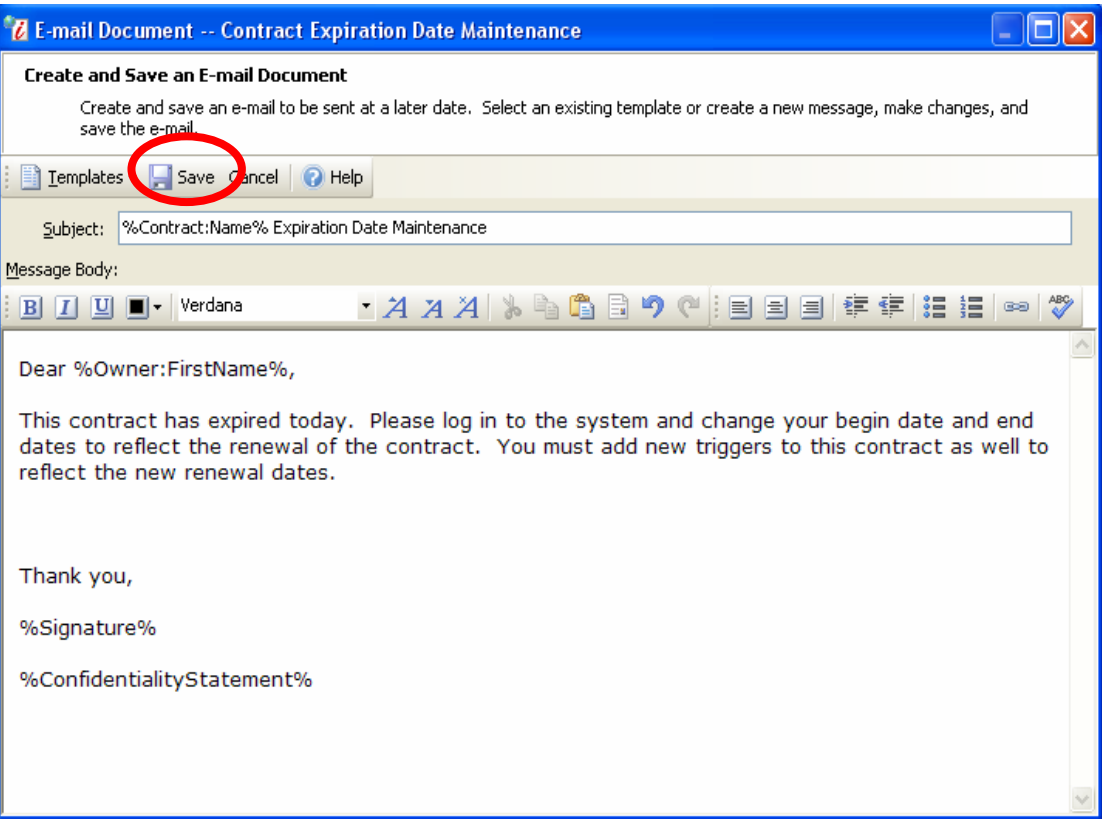 E-mail Document -- Contract Expiration Date Maintenance
Create and Save an E-mail Document
Create and save an e-mail to be sent at a later date.  Select an existing template or create a new message, make changes, and
save the e-mail.
Templates Save Cancel Help
Subject: %Contract:Name% Expiration Date Maintenance
Message Body:
B I U Verdana A A A ABC
Dear %Owner:FirstName%,
This contract has expired today.  Please log in to the system and change your begin date and end
dates to reflect the renewal of the contract.  You must add new triggers to this contract as well to
reflect the new renewal dates.
Thank you,
%Signature%
%ConfidentialityStatement%